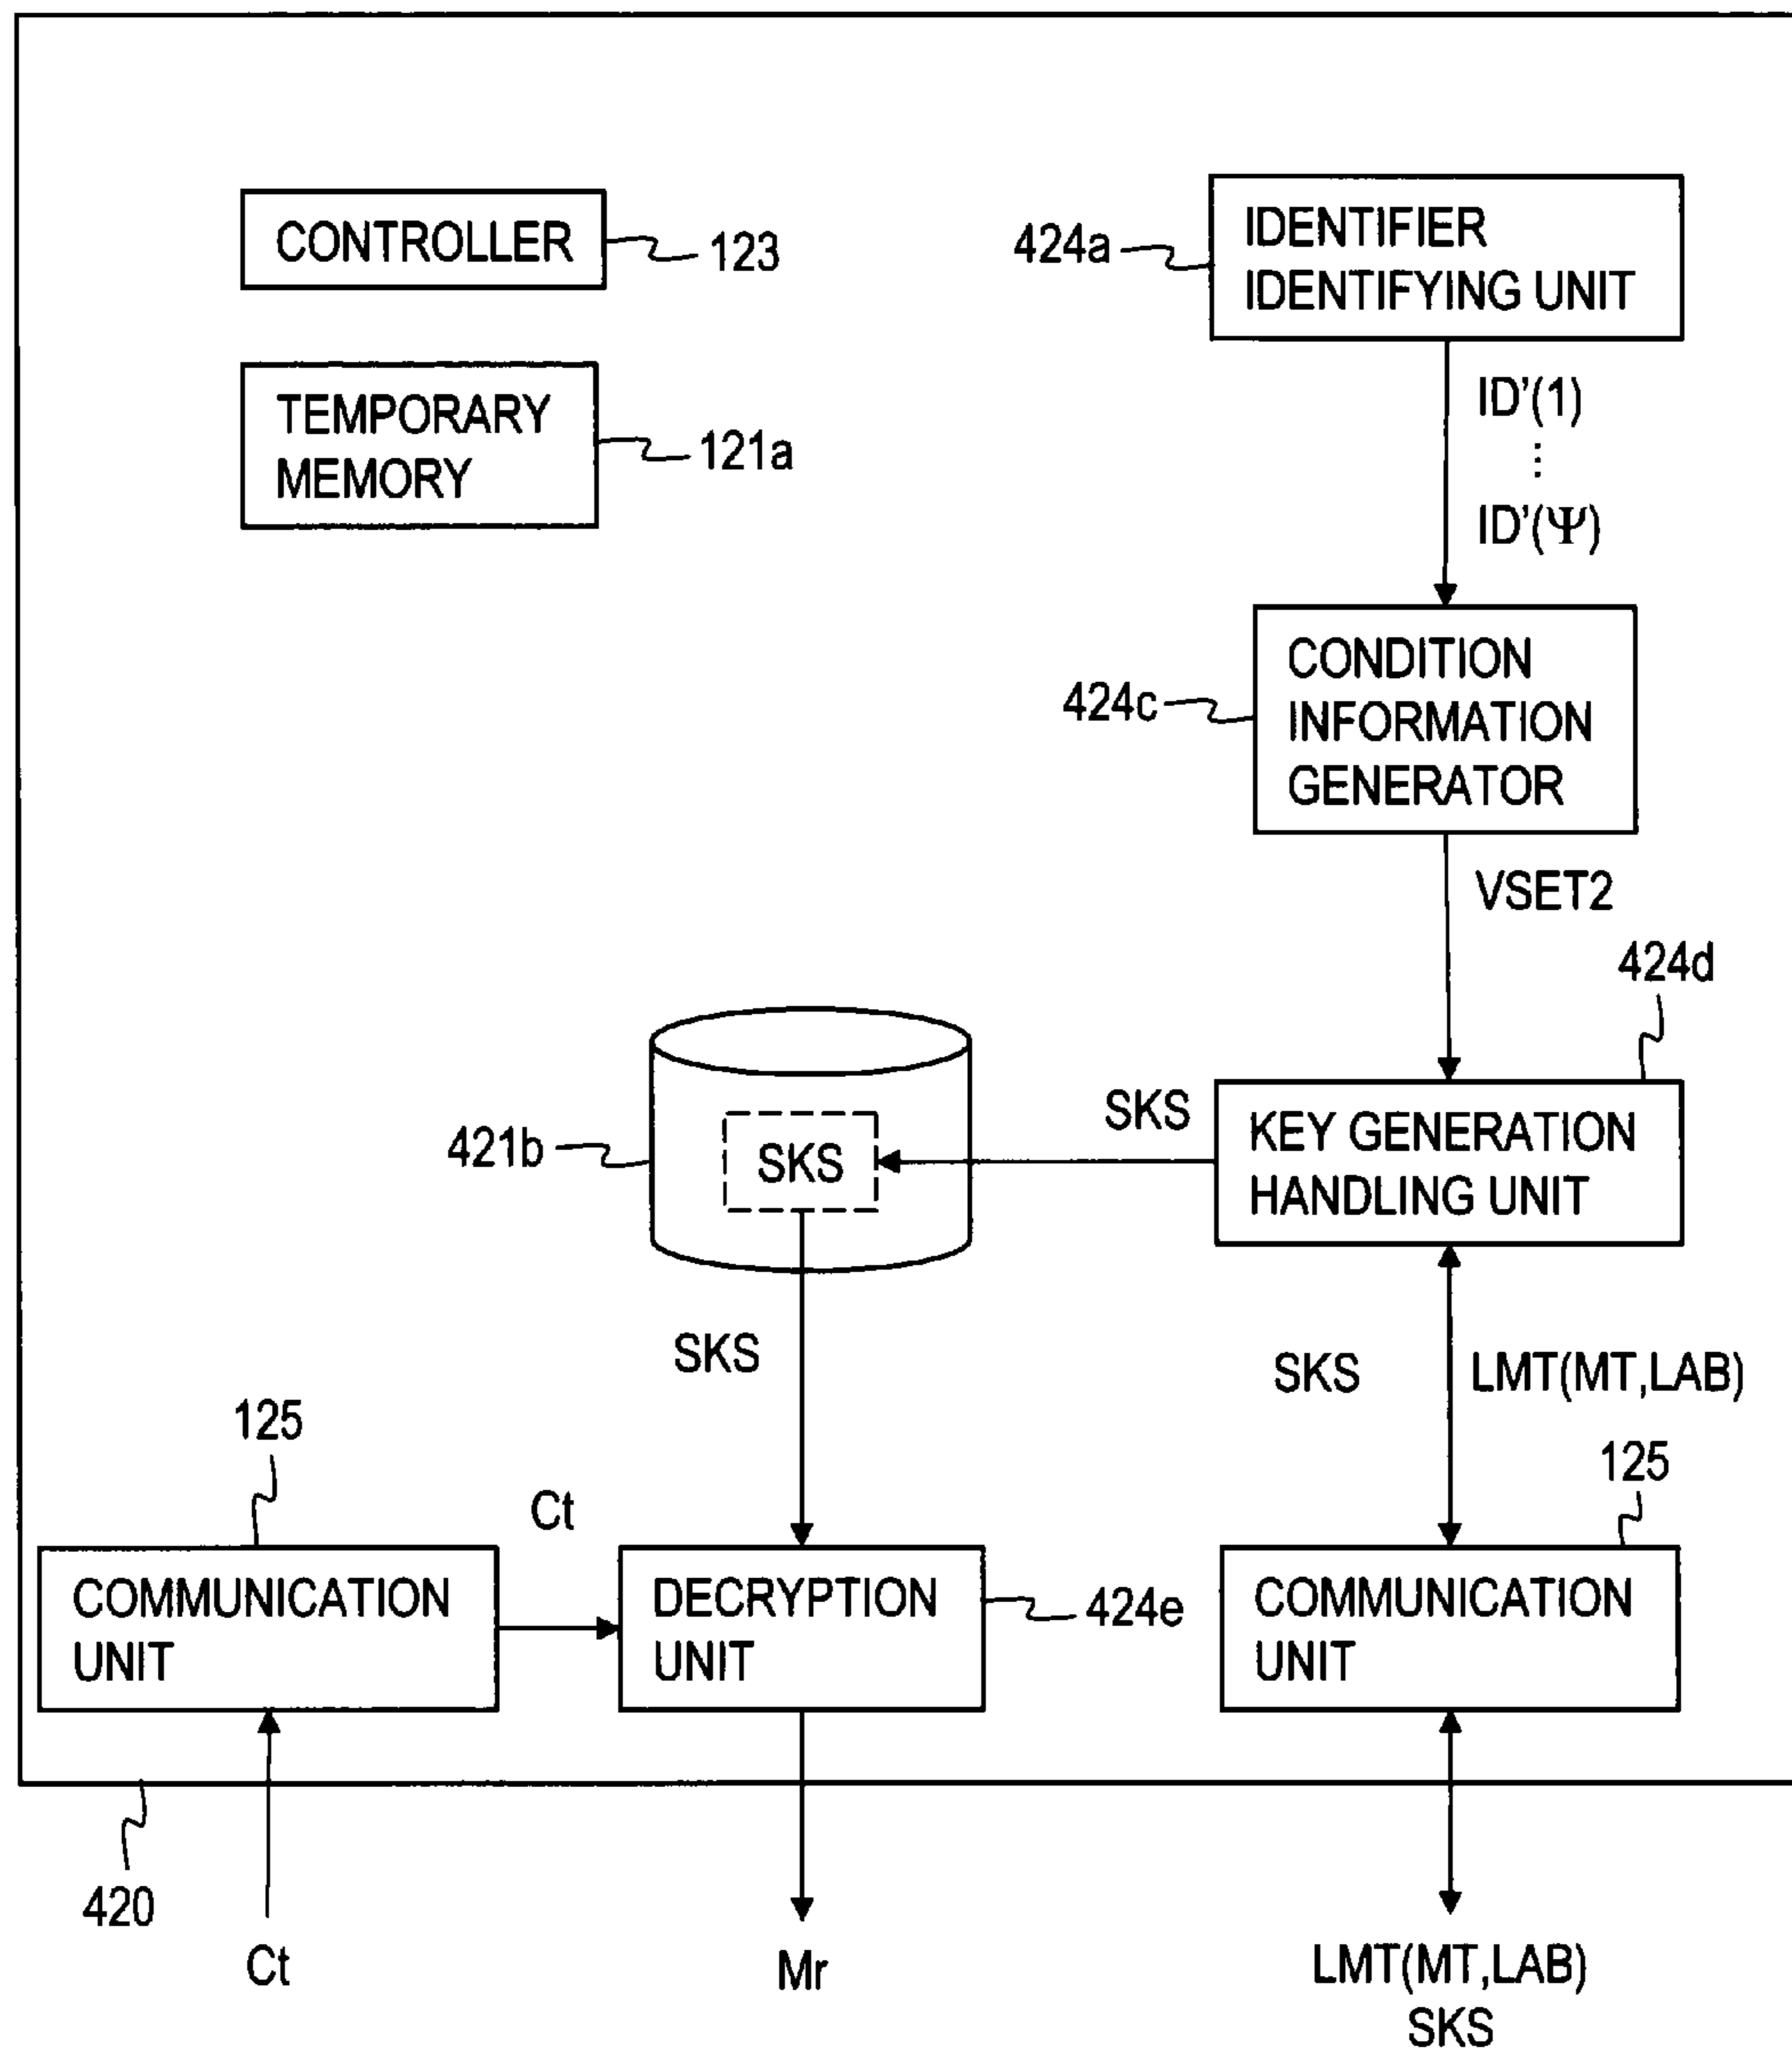 CONTROLLER
123
TEMPORARY
MEMORY
121a
424a
IDENTIFIER
IDENTIFYING UNIT
ID'(1)
⋮
ID'(Ψ)
424c
CONDITION
INFORMATION
GENERATOR
VSET2
424d
421b
SKS
SKS
KEY GENERATION
HANDLING UNIT
SKS
SKS
LMT(MT,LAB)
125
Ct
125
COMMUNICATION
UNIT
DECRYPTION
UNIT
424e
COMMUNICATION
UNIT
420
Ct
Mr
LMT(MT,LAB)
SKS